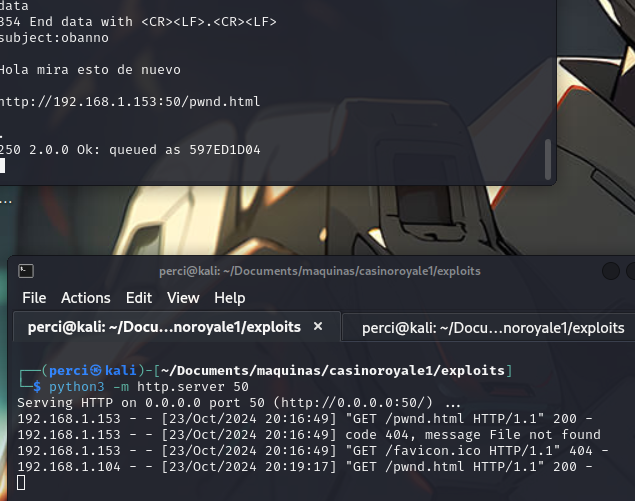 data
354 End data with <CR><LF>.<CR><LF>
subject:obanno
Hola mira esto de nuevo
http://192.168.1.153:50/pwnd.html
.
250 2.0.0 Ok: queued as 597ED1D04
...
perci@kali: ~/Documents/maquinas/casinoroyale1/exploits
File Actions Edit View Help
perci@kali: ~/Docu...noroyale1/exploits × perci@kali: ~/Docu...noroyale1/exploits
┌──(perci㉿kali)-[~/Documents/maquinas/casinoroyale1/exploits]
└─$ python3 -m http.server 50
Serving HTTP on 0.0.0.0 port 50 (http://0.0.0.0:50/) ...
192.168.1.153 - - [23/Oct/2024 20:16:49] "GET /pwnd.html HTTP/1.1" 200 -
192.168.1.153 - - [23/Oct/2024 20:16:49] code 404, message File not found
192.168.1.153 - - [23/Oct/2024 20:16:49] "GET /favicon.ico HTTP/1.1" 404 -
192.168.1.104 - - [23/Oct/2024 20:19:17] "GET /pwnd.html HTTP/1.1" 200 -